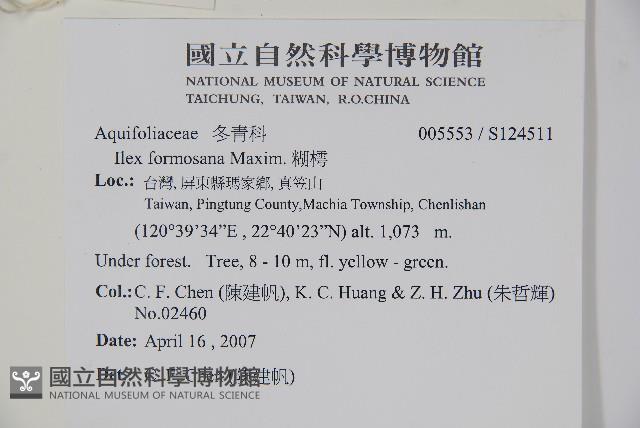 國立自然科學博物館
NATIONAL MUSEUM OF NATURAL SCIENCE
TAICHUNG, TAIWAN, R.O.CHINA
Aquifoliaceae 冬青科 005553 / S124511
Ilex formosana Maxim. 糊樗
Loc.: 台灣, 屏東縣瑪家鄉, 真笠山
Taiwan, Pingtung County,Machia Township, Chenlishan
(120°39’34”E , 22°40’23”N) alt. 1,073 m.
Under forest. Tree, 8 - 10 m, fl. yellow - green.
Col.: C. F. Chen (陳建帆), K. C. Huang & Z. H. Zhu (朱哲輝)
No.02460
Date: April 16 , 2007
建帆)
國立自然科學博物館
NATIONAL MUSEUM OF NATURAL SCIENCE